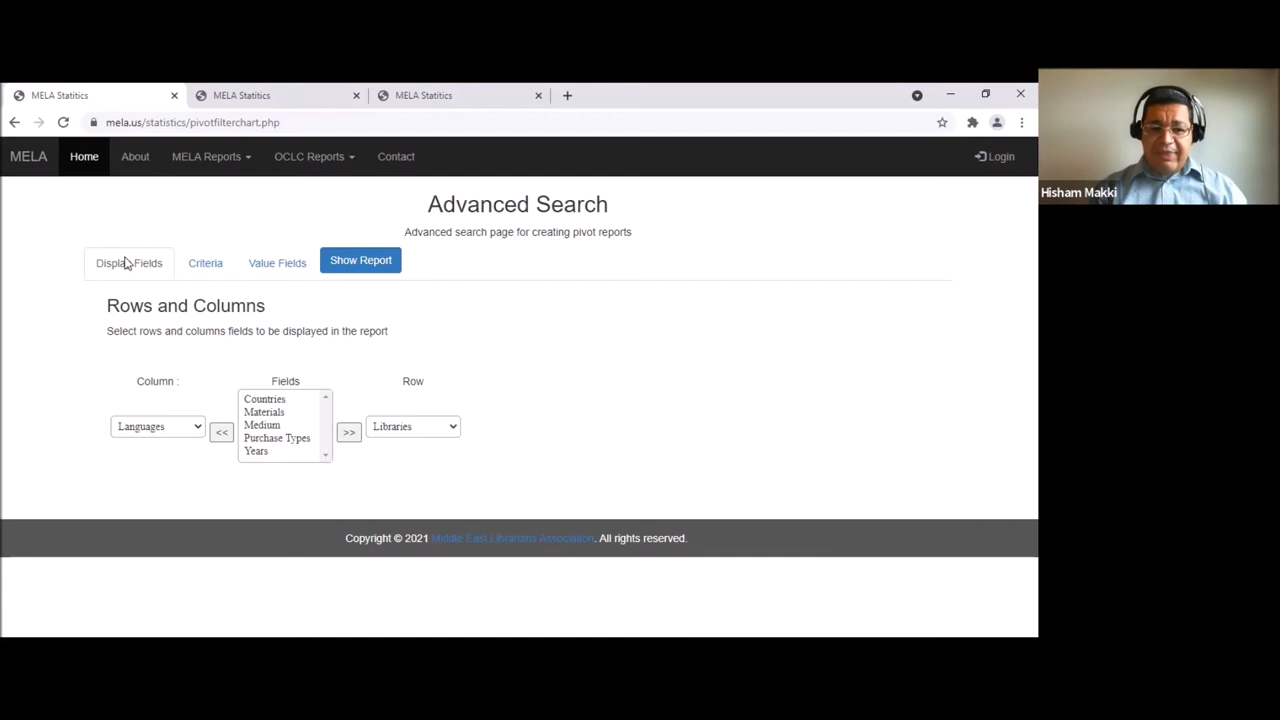 MELA Statitics
MELA Statitics
MELA Statitics
mela.us/statistics/pivotfilterchart.php
MELA Home About MELA Reports OCLC Reports Contact Login
Hisham Makki
Advanced Search
Advanced search page for creating pivot reports
Display Fields Criteria Value Fields Show Report
Rows and Columns
Select rows and columns fields to be displayed in the report
Column : Fields Row
Countries
Materials
Languages << Medium >> Libraries
Purchase Types
Years
Copyright © 2021 Middle East Librarians Association. All rights reserved.